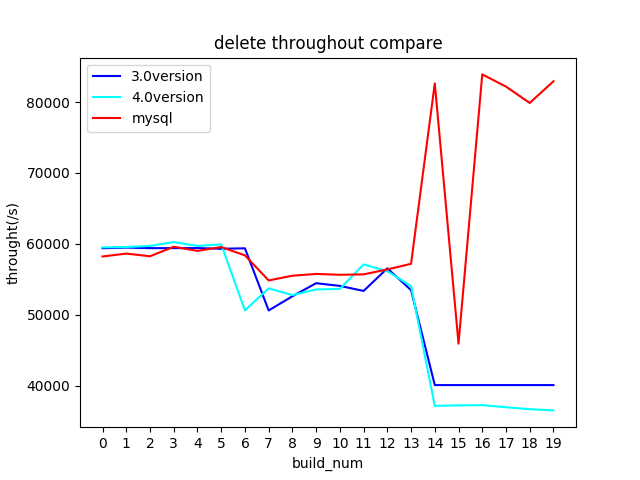 delete throughout compare
3.0version
4.0version
mysql
80000
70000
60000
50000
40000
throught(/s)
0 1 2 3 4 5 6 7 8 9 10 11 12 13 14 15 16 17 18 19
build_num